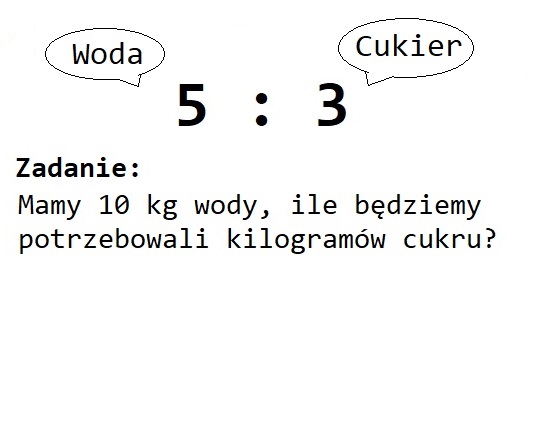 Woda
Cukier
5 : 3
Zadanie:
Mamy 10 kg wody, ile będziemy
potrzebowali kilogramów cukru?